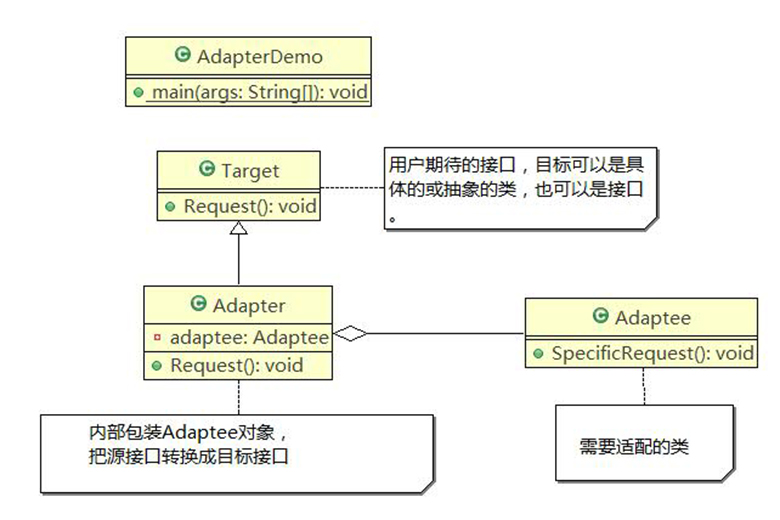 AdapterDemo
main(args: String[]): void
Target
Request(): void
用户期待的接口，目标可以是具
体的或抽象的类，也可以是接口
。
Adapter
adaptee: Adaptee
Request(): void
Adaptee
SpecificRequest(): void
内部包装Adaptee对象，
把源接口转换成目标接口
需要适配的类